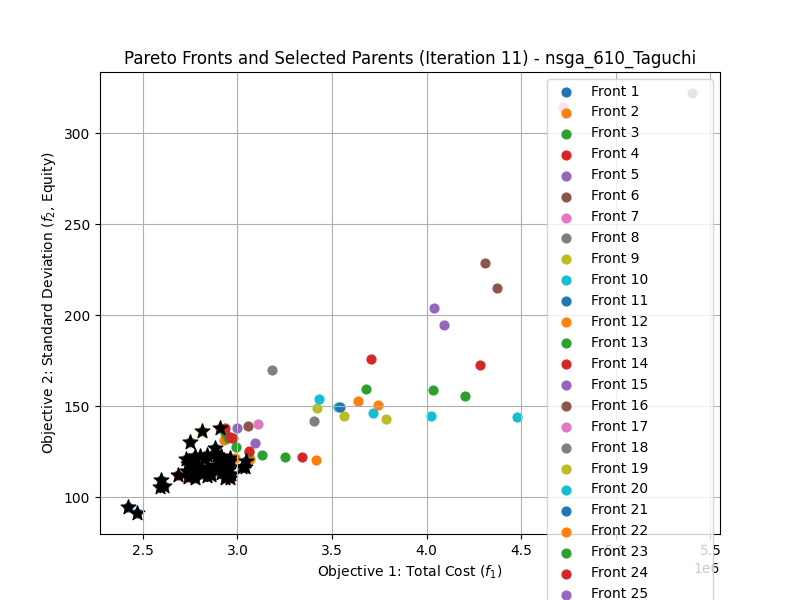 Pareto Fronts and Selected Parents (Iteration 11) - nsga_610_Taguchi
Objective 2: Standard Deviation (f₂, Equity)
300
250
200
150
100
2.5
3.0
3.5
4.0
4.5
5.5
1e6
Objective 1: Total Cost (f₁)
Front 1
Front 2
Front 3
Front 4
Front 5
Front 6
Front 7
Front 8
Front 9
Front 10
Front 11
Front 12
Front 13
Front 14
Front 15
Front 16
Front 17
Front 18
Front 19
Front 20
Front 21
Front 22
Front 23
Front 24
Front 25